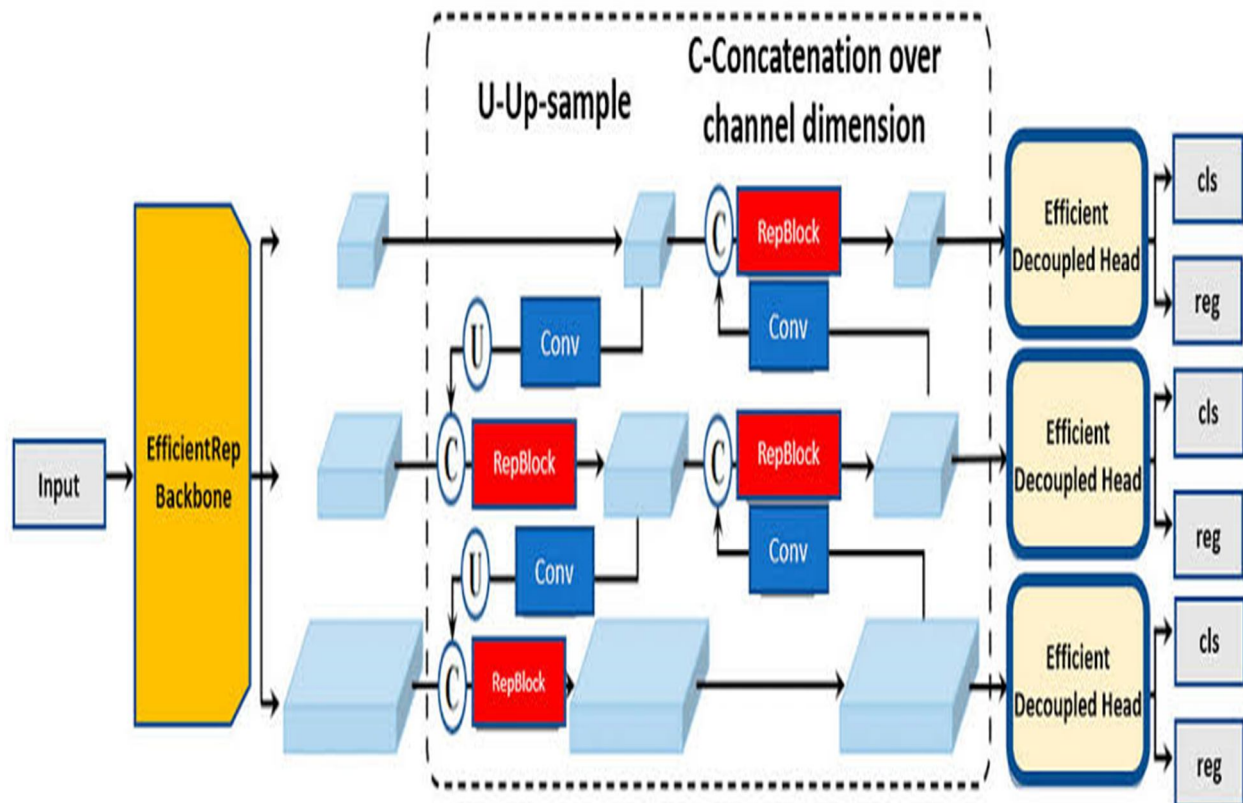 U-Up-sample
C-Concatenation over
channel dimension
Input
EfficientRep
Backbone
C
RepBlock
Conv
U
Conv
C
RepBlock
C
RepBlock
U
Conv
Conv
C
RepBlock
Efficient
Decoupled Head
cls
reg
Efficient
Decoupled Head
cls
reg
Efficient
Decoupled Head
cls
reg